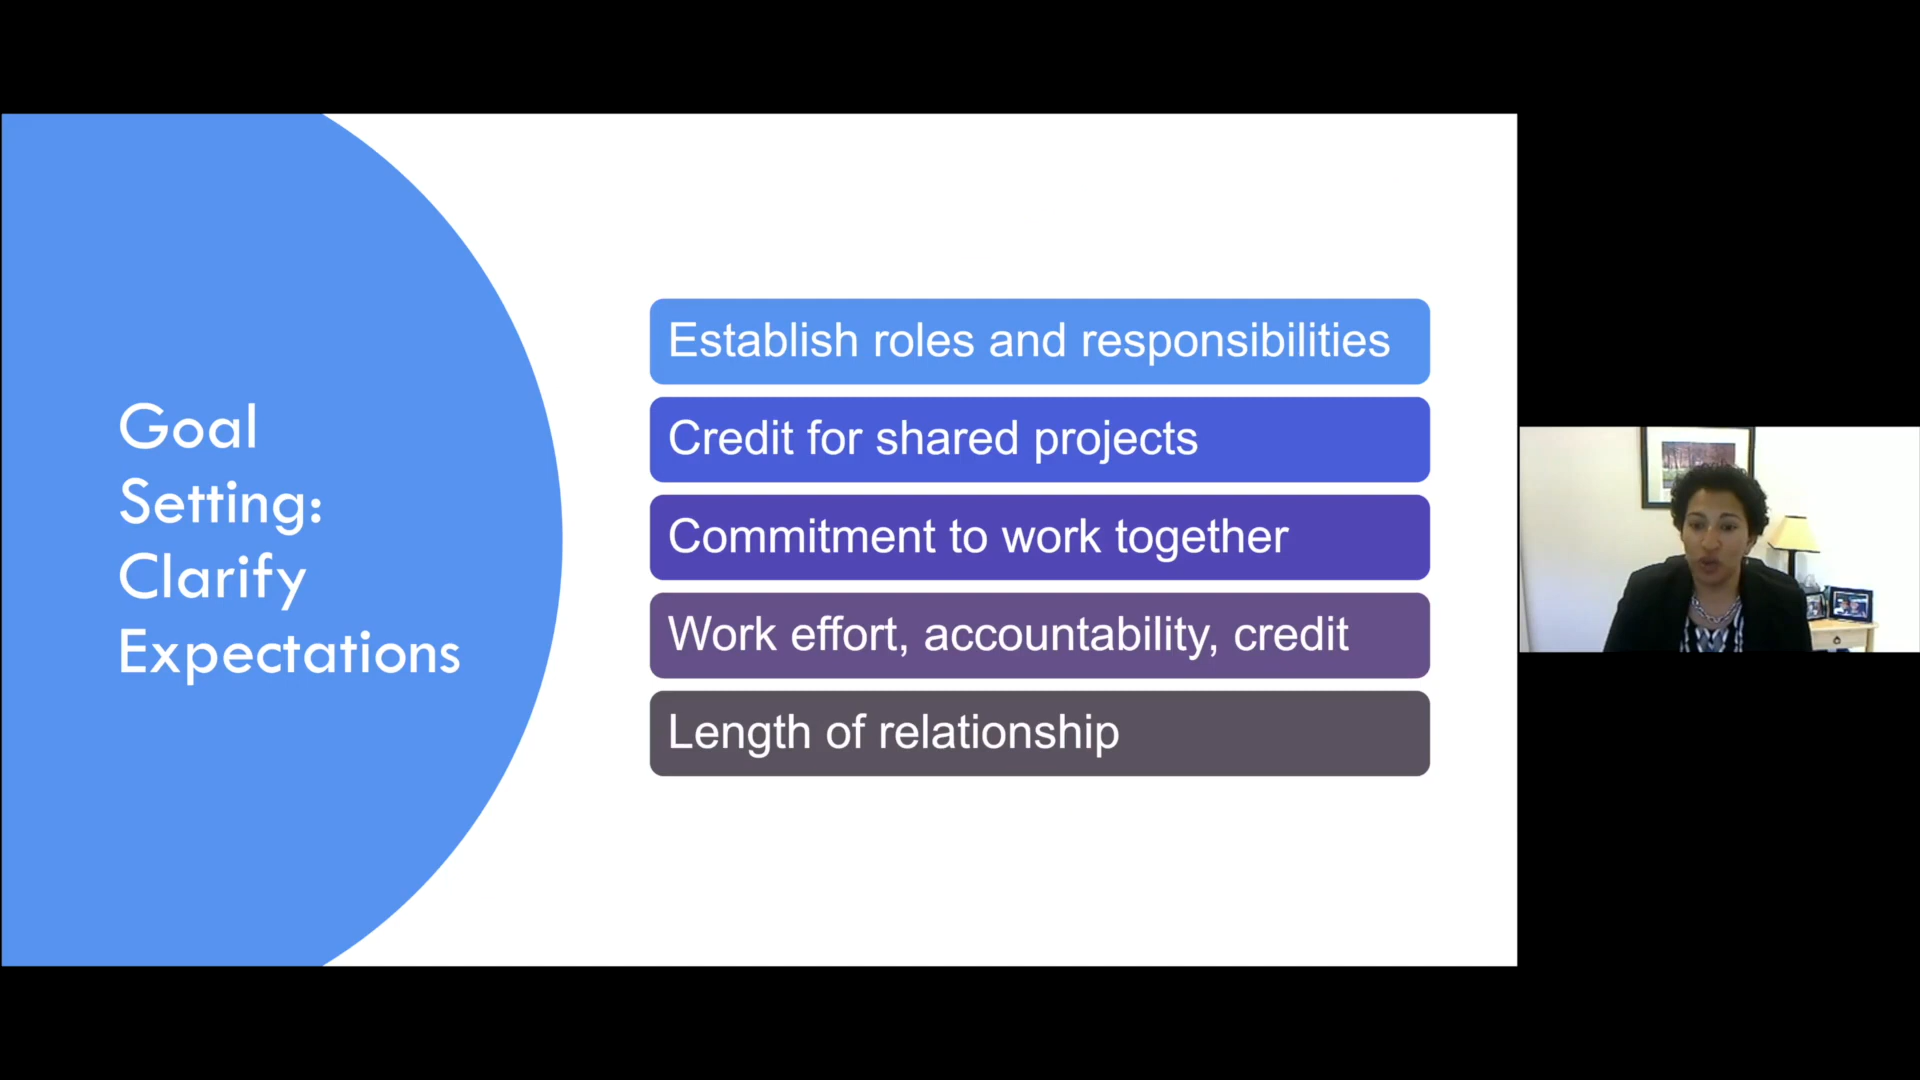 Goal
Setting:
Clarify
Expectations
Establish roles and responsibilities
Credit for shared projects
Commitment to work together
Work effort, accountability, credit
Length of relationship